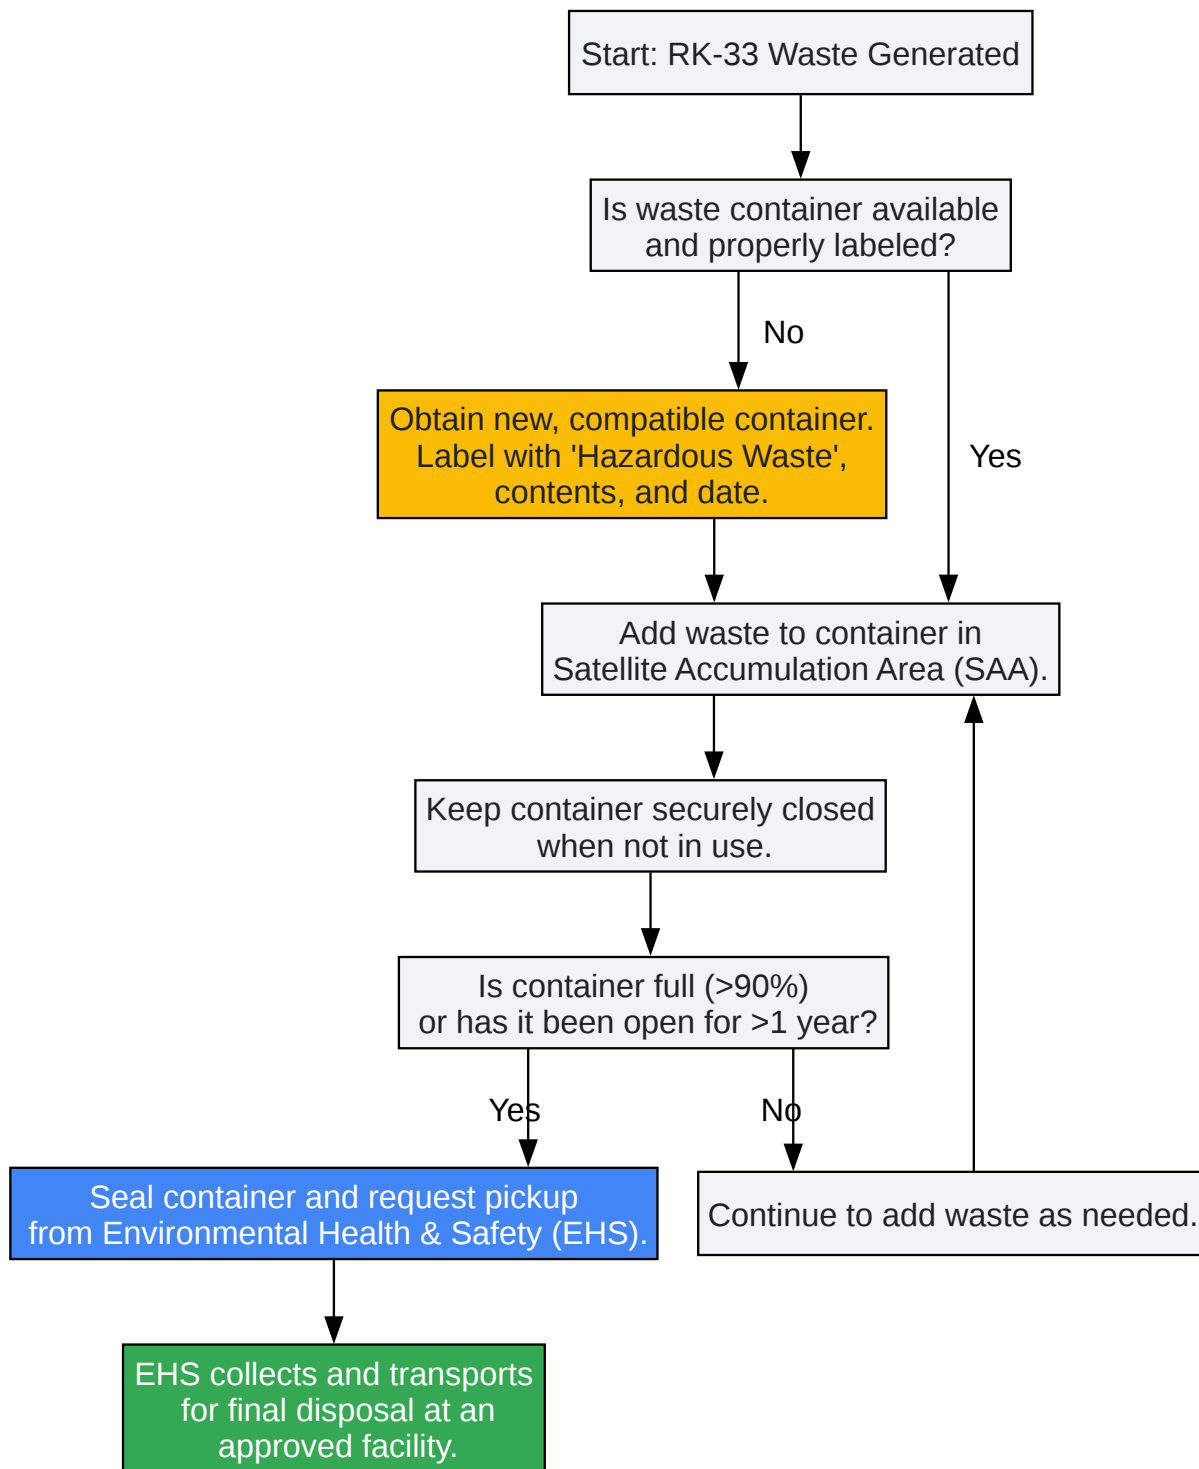 Start: RK-33 Waste Generated
Is waste container available
and properly labeled?
No
Obtain new, compatible container.
Label with 'Hazardous Waste',
contents, and date.
Yes
Add waste to container in
Satellite Accumulation Area (SAA).
Keep container securely closed
when not in use.
Is container full (>90%)
or has it been open for >1 year?
Yes
No
Seal container and request pickup
from Environmental Health & Safety (EHS).
Continue to add waste as needed.
EHS collects and transports
for final disposal at an
approved facility.